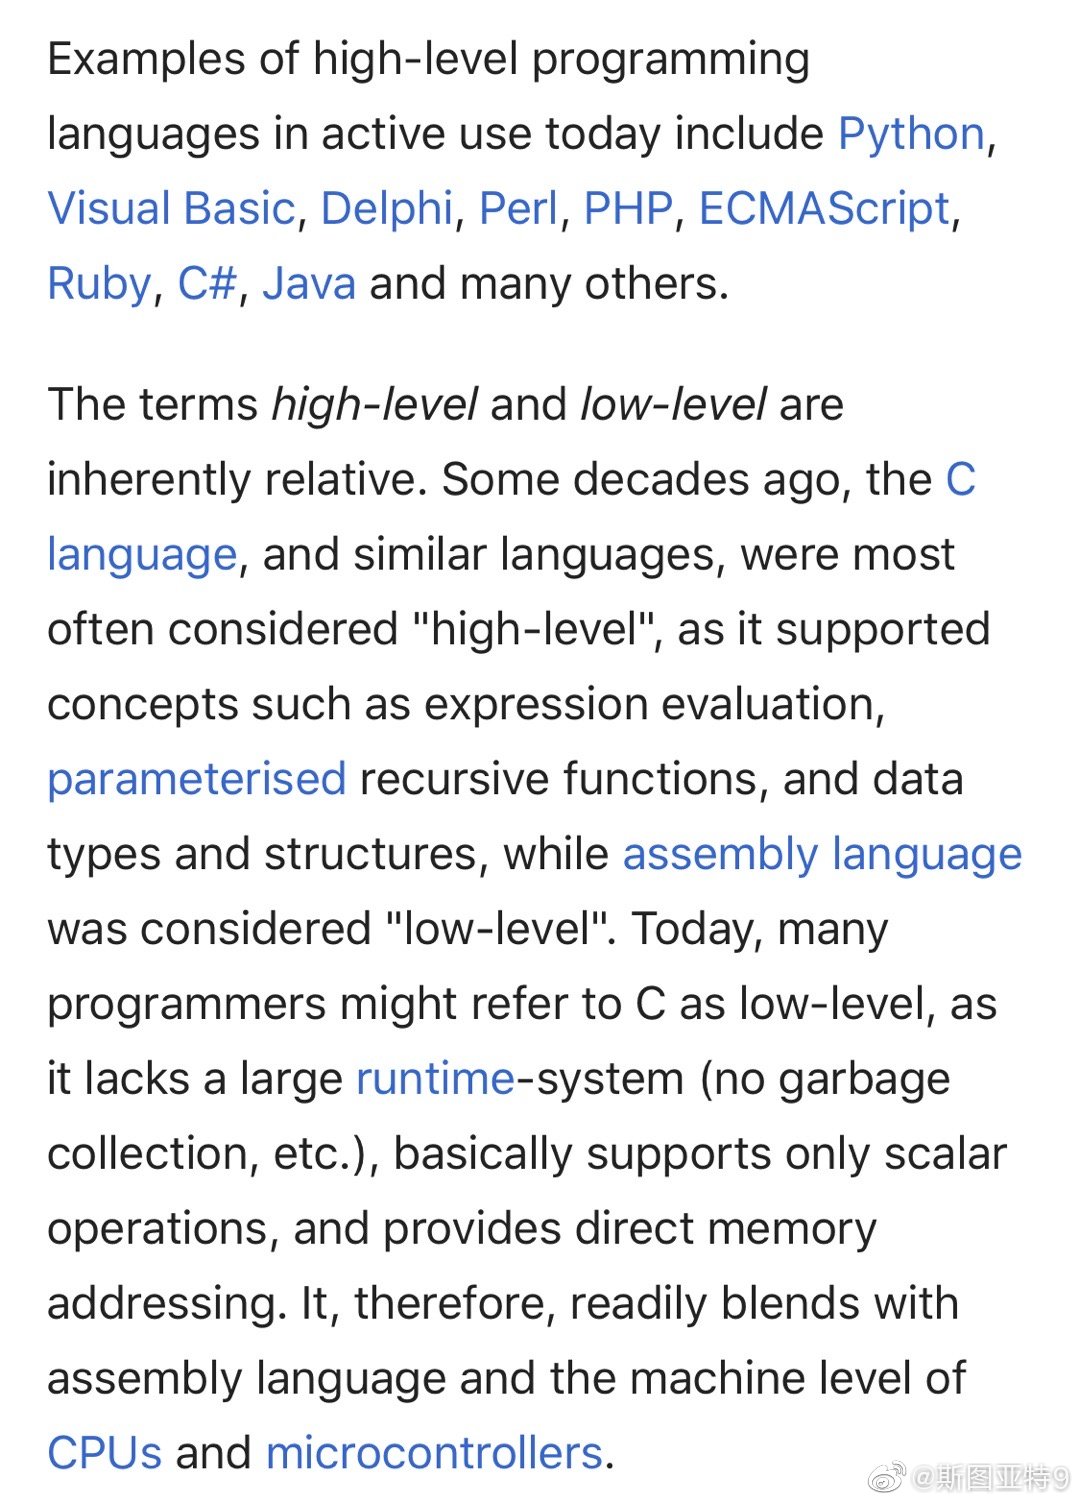 Examples of high-level programming
languages in active use today include Python,
Visual Basic, Delphi, Perl, PHP, ECMAScript,
Ruby, C#, Java and many others.
The terms high-level and low-level are
inherently relative. Some decades ago, the C
language, and similar languages, were most
often considered "high-level", as it supported
concepts such as expression evaluation,
parameterised recursive functions, and data
types and structures, while assembly language
was considered "low-level". Today, many
programmers might refer to C as low-level, as
it lacks a large runtime-system (no garbage
collection, etc.), basically supports only scalar
operations, and provides direct memory
addressing. It, therefore, readily blends with
assembly language and the machine level of
CPUs and microcontrollers.
@斯图亚特9